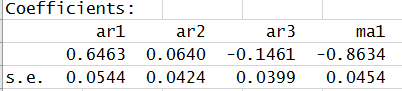 Coefficients:
ar1 ar2 ar3 ma1
0.6463 0.0640 -0.1461 -0.8634
s.e. 0.0544 0.0424 0.0399 0.0454